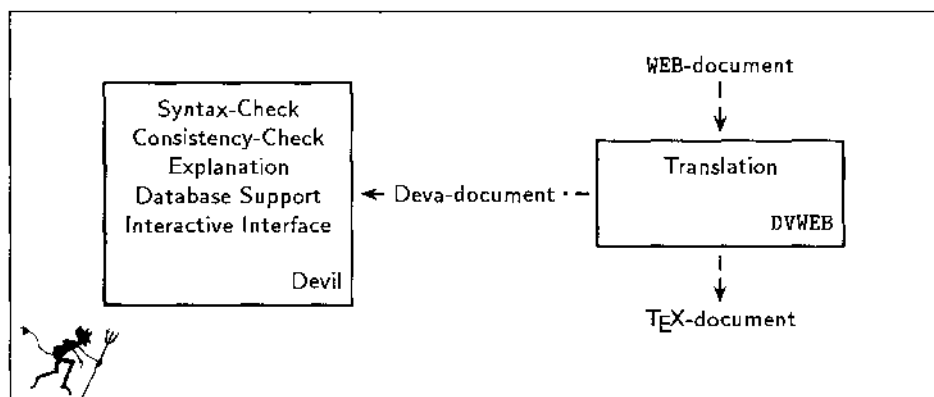 WEB-document
Syntax-Check
Consistency-Check
Explanation
Database Support
Interactive Interface
Devil
Deva-document
Translation
DVWEB
TEX-document